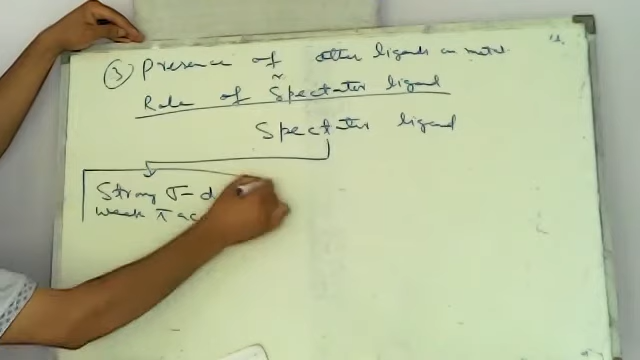 ③ Presence of other ligands on metal.
Role of Spectator ligand
Spectator ligand
Strong σ-d
weak π ac